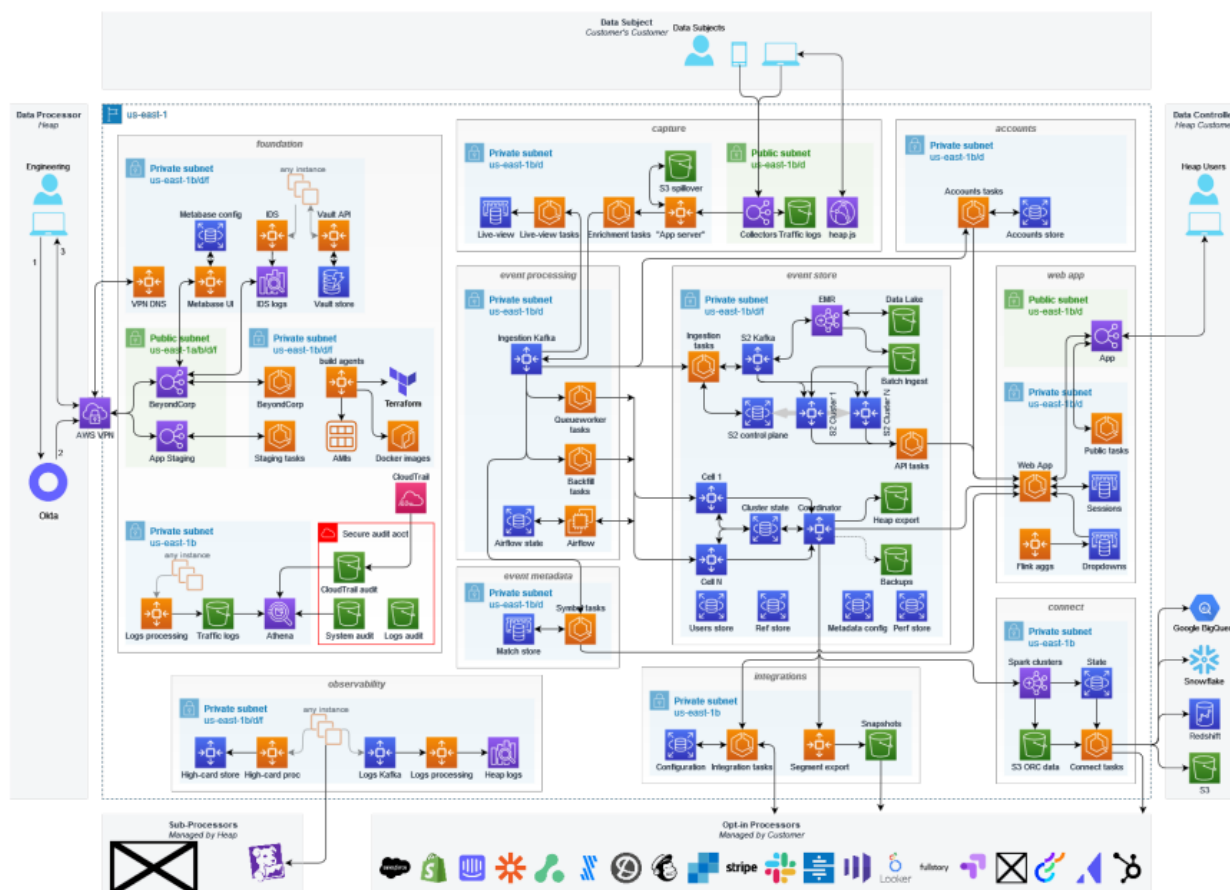 Data Subject
Customer's Customer
Data Subjects
Data Processor
Heap
Engineering
1
3
2
Okta
AWS VPN
us-east-1
foundation
Private subnet
us-east-1b/d/f
any instance
Metabase config
IDS
Vault API
VPN DNS
Metabase UI
IDS logs
Vault store
Public subnet
us-east-1a/b/d/f
Private subnet
us-east-1b/d/f
build agents
BeyondCorp
BeyondCorp
Terraform
App Staging
Staging tasks
AMIs
Docker images
CloudTrail
Private subnet
us-east-1b
Secure audit acct
any instance
CloudTrail audit
Logs processing
Traffic logs
Athena
System audit
Logs audit
capture
Private subnet
us-east-1b/d
Public subnet
us-east-1b/d
S3 spillover
Live-view
Live-view tasks
Enrichment tasks
"App server"
Collectors
Traffic logs
heap.js
accounts
Private subnet
us-east-1b/d
Accounts tasks
Accounts store
Data Controller
Heap Customer
Heap Users
event processing
Private subnet
us-east-1b/d
Ingestion Kafka
Queueworker
tasks
Backfill
tasks
Airflow state
Airflow
event metadata
Private subnet
us-east-1b/d
Symbol tasks
Match store
event store
Private subnet
us-east-1b/d/f
EMR
Data Lake
Ingestion
tasks
S2 Kafka
Batch Ingest
S2 Cluster 1
S2 Cluster N
S2 control plane
API tasks
Cell 1
Cluster state
Coordinator
Heap export
Cell N
Backups
Users store
Ref store
Metadata config
Perf store
web app
Public subnet
us-east-1b/d
App
Private subnet
us-east-1b/d
Public tasks
Web App
Sessions
Flink aggs
Dropdowns
connect
Private subnet
us-east-1b
Spark clusters
State
S3 ORC data
Connect tasks
Google BigQuer
Snowflake
Redshift
S3
observability
Private subnet
us-east-1b/d/f
any instance
High-card store
High-card proc
Logs Kafka
Logs processing
Heap logs
integrations
Private subnet
us-east-1b
Snapshots
Configuration
Integration tasks
Segment export
Sub-Processors
Managed by Heap
Opt-in Processors
Managed by Customer
salesforce
stripe
Looker
fullstory